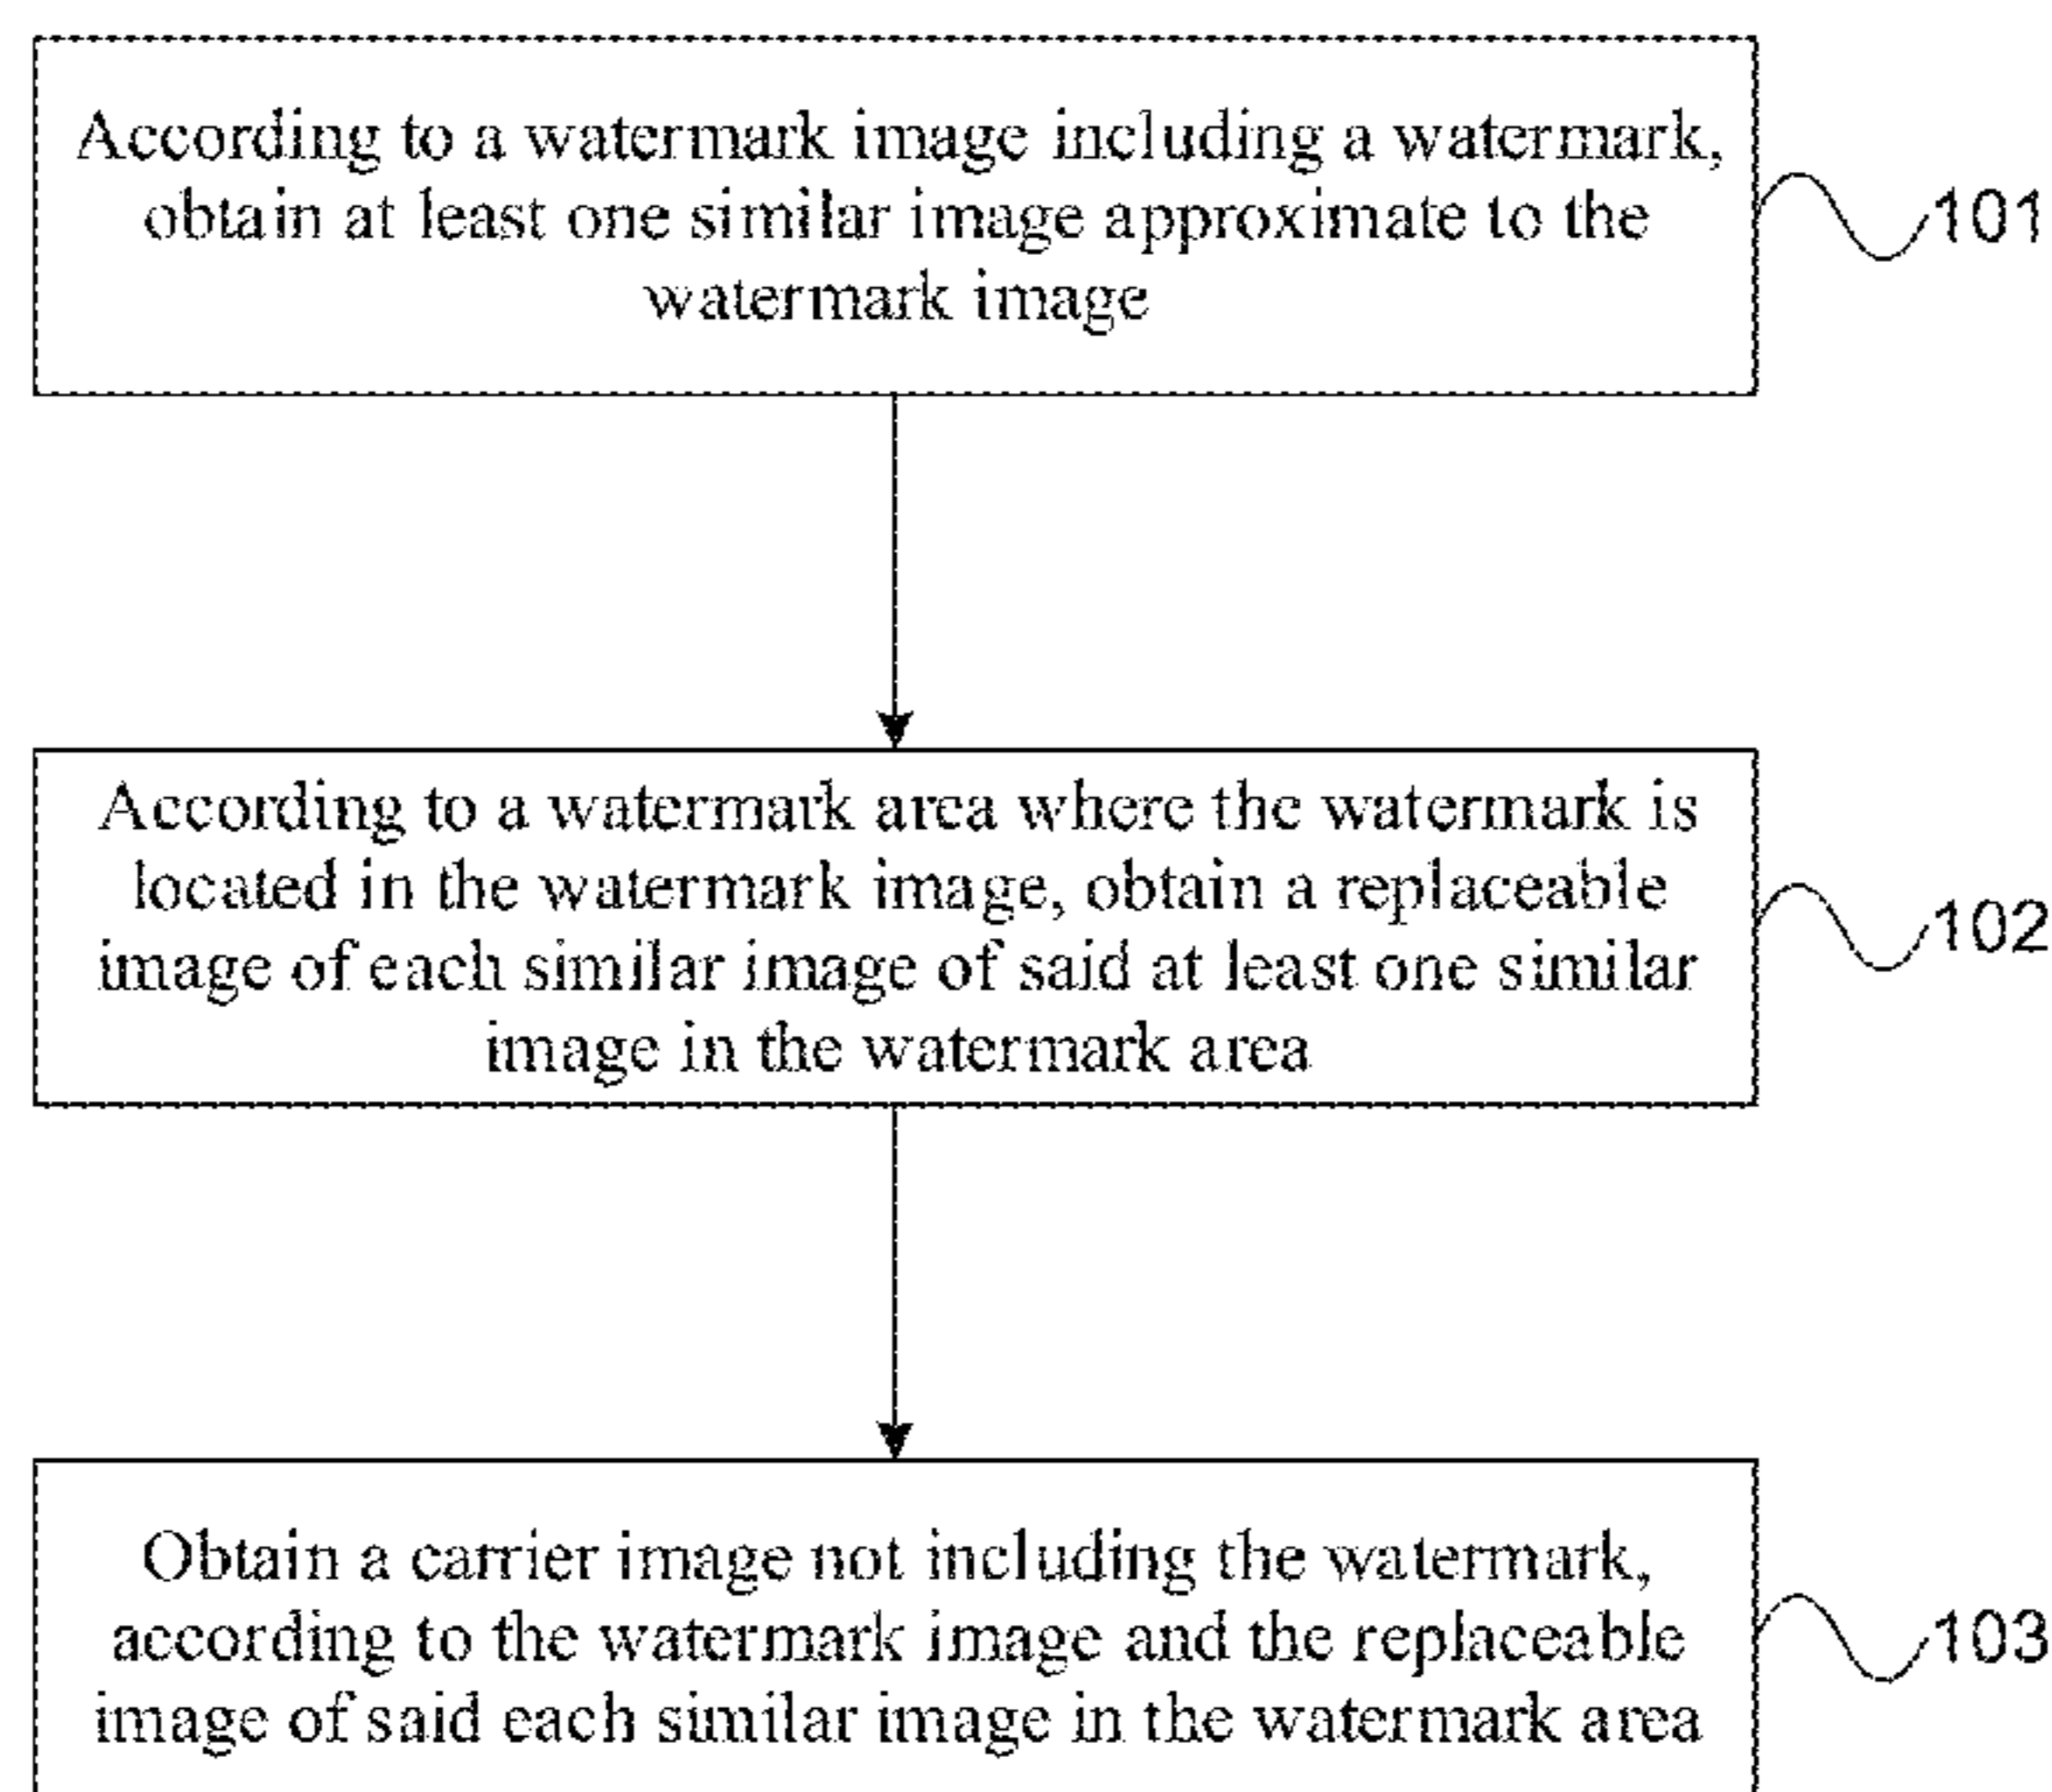 According to a watermark image including a watermark,
obtain at least one similar image approximate to the
watermark image
101
According to a watermark area where the watermark is
located in the watermark image, obtain a replaceable
image of each similar image of said at least one similar
image in the watermark area
102
Obtain a carrier image not including the watermark,
according to the watermark image and the replaceable
image of said each similar image in the watermark area
103